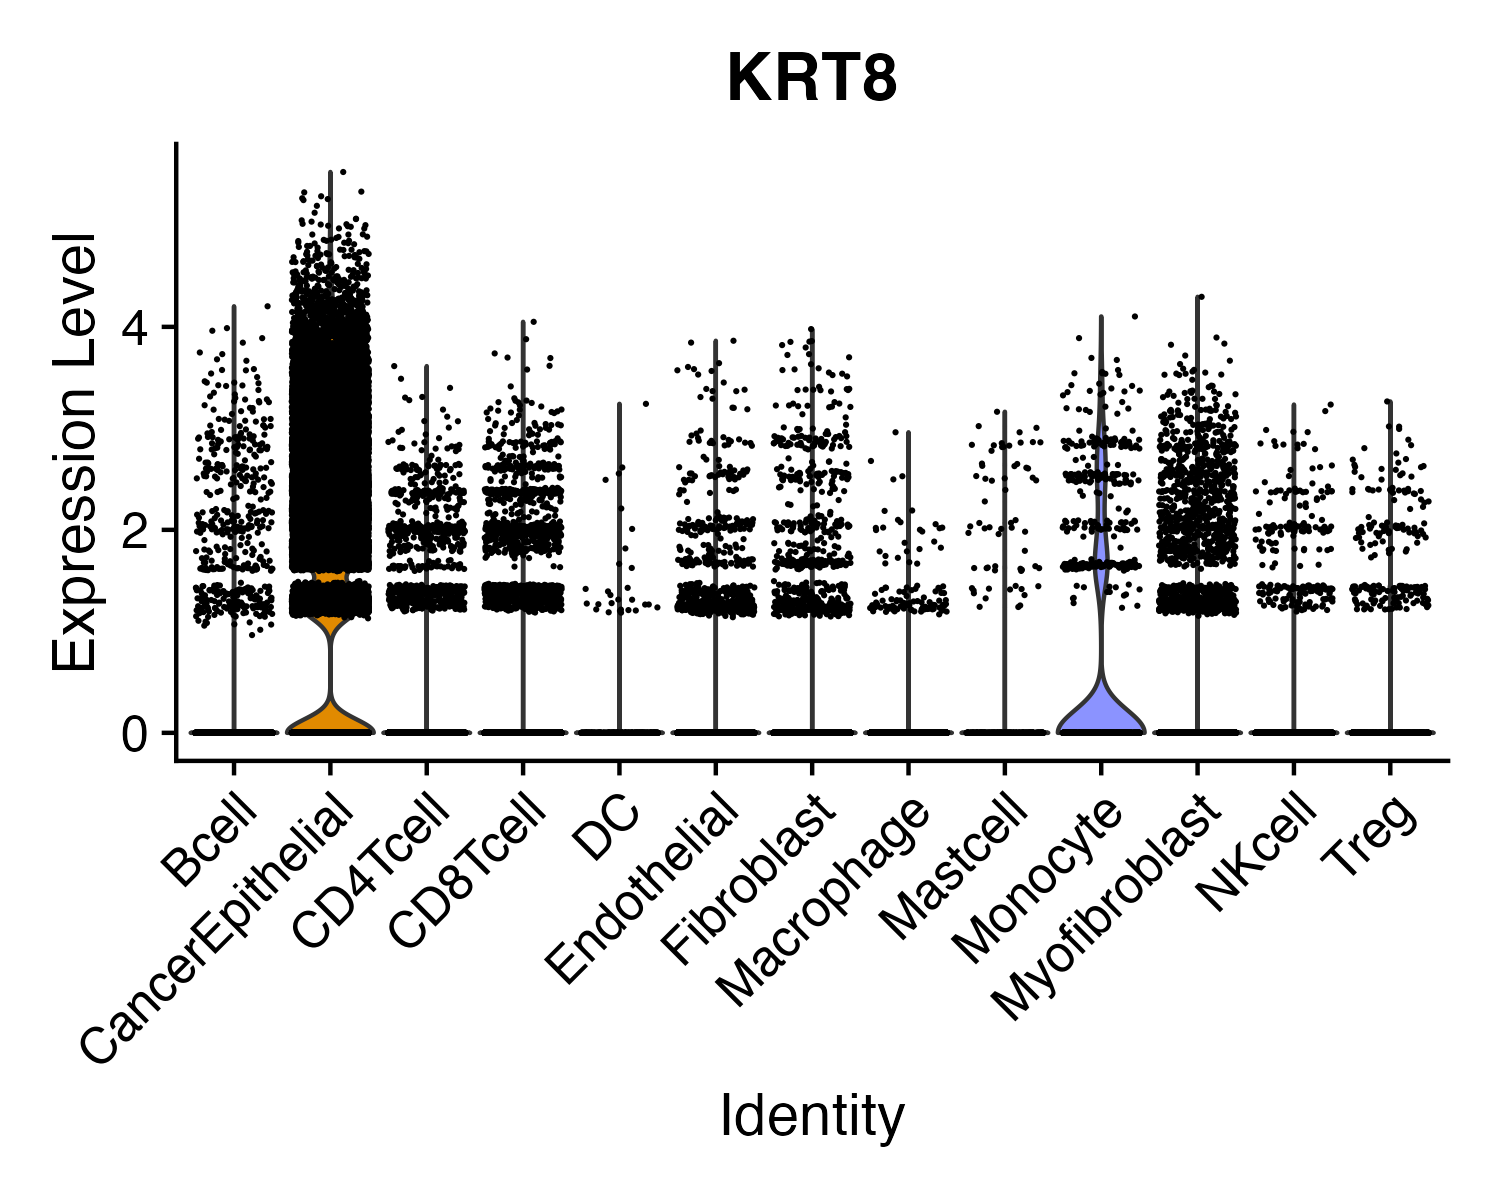 KRT8
Expression Level
4
2
0
Bcell
CancerEpithelial
CD4Tcell
CD8Tcell
DC
Endothelial
Fibroblast
Macrophage
Mastcell
Monocyte
Myofibroblast
NKcell
Treg
Identity